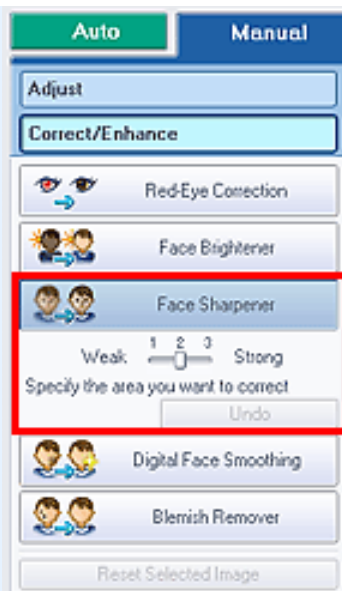 Auto Manual
Adjust
Correct/Enhance
Red-Eye Correction
Face Brightener
Face Sharpener
1 2 3
Weak Strong
Specify the area you want to correct
Undo
Digital Face Smoothing
Blemish Remover
Reset Selected Image